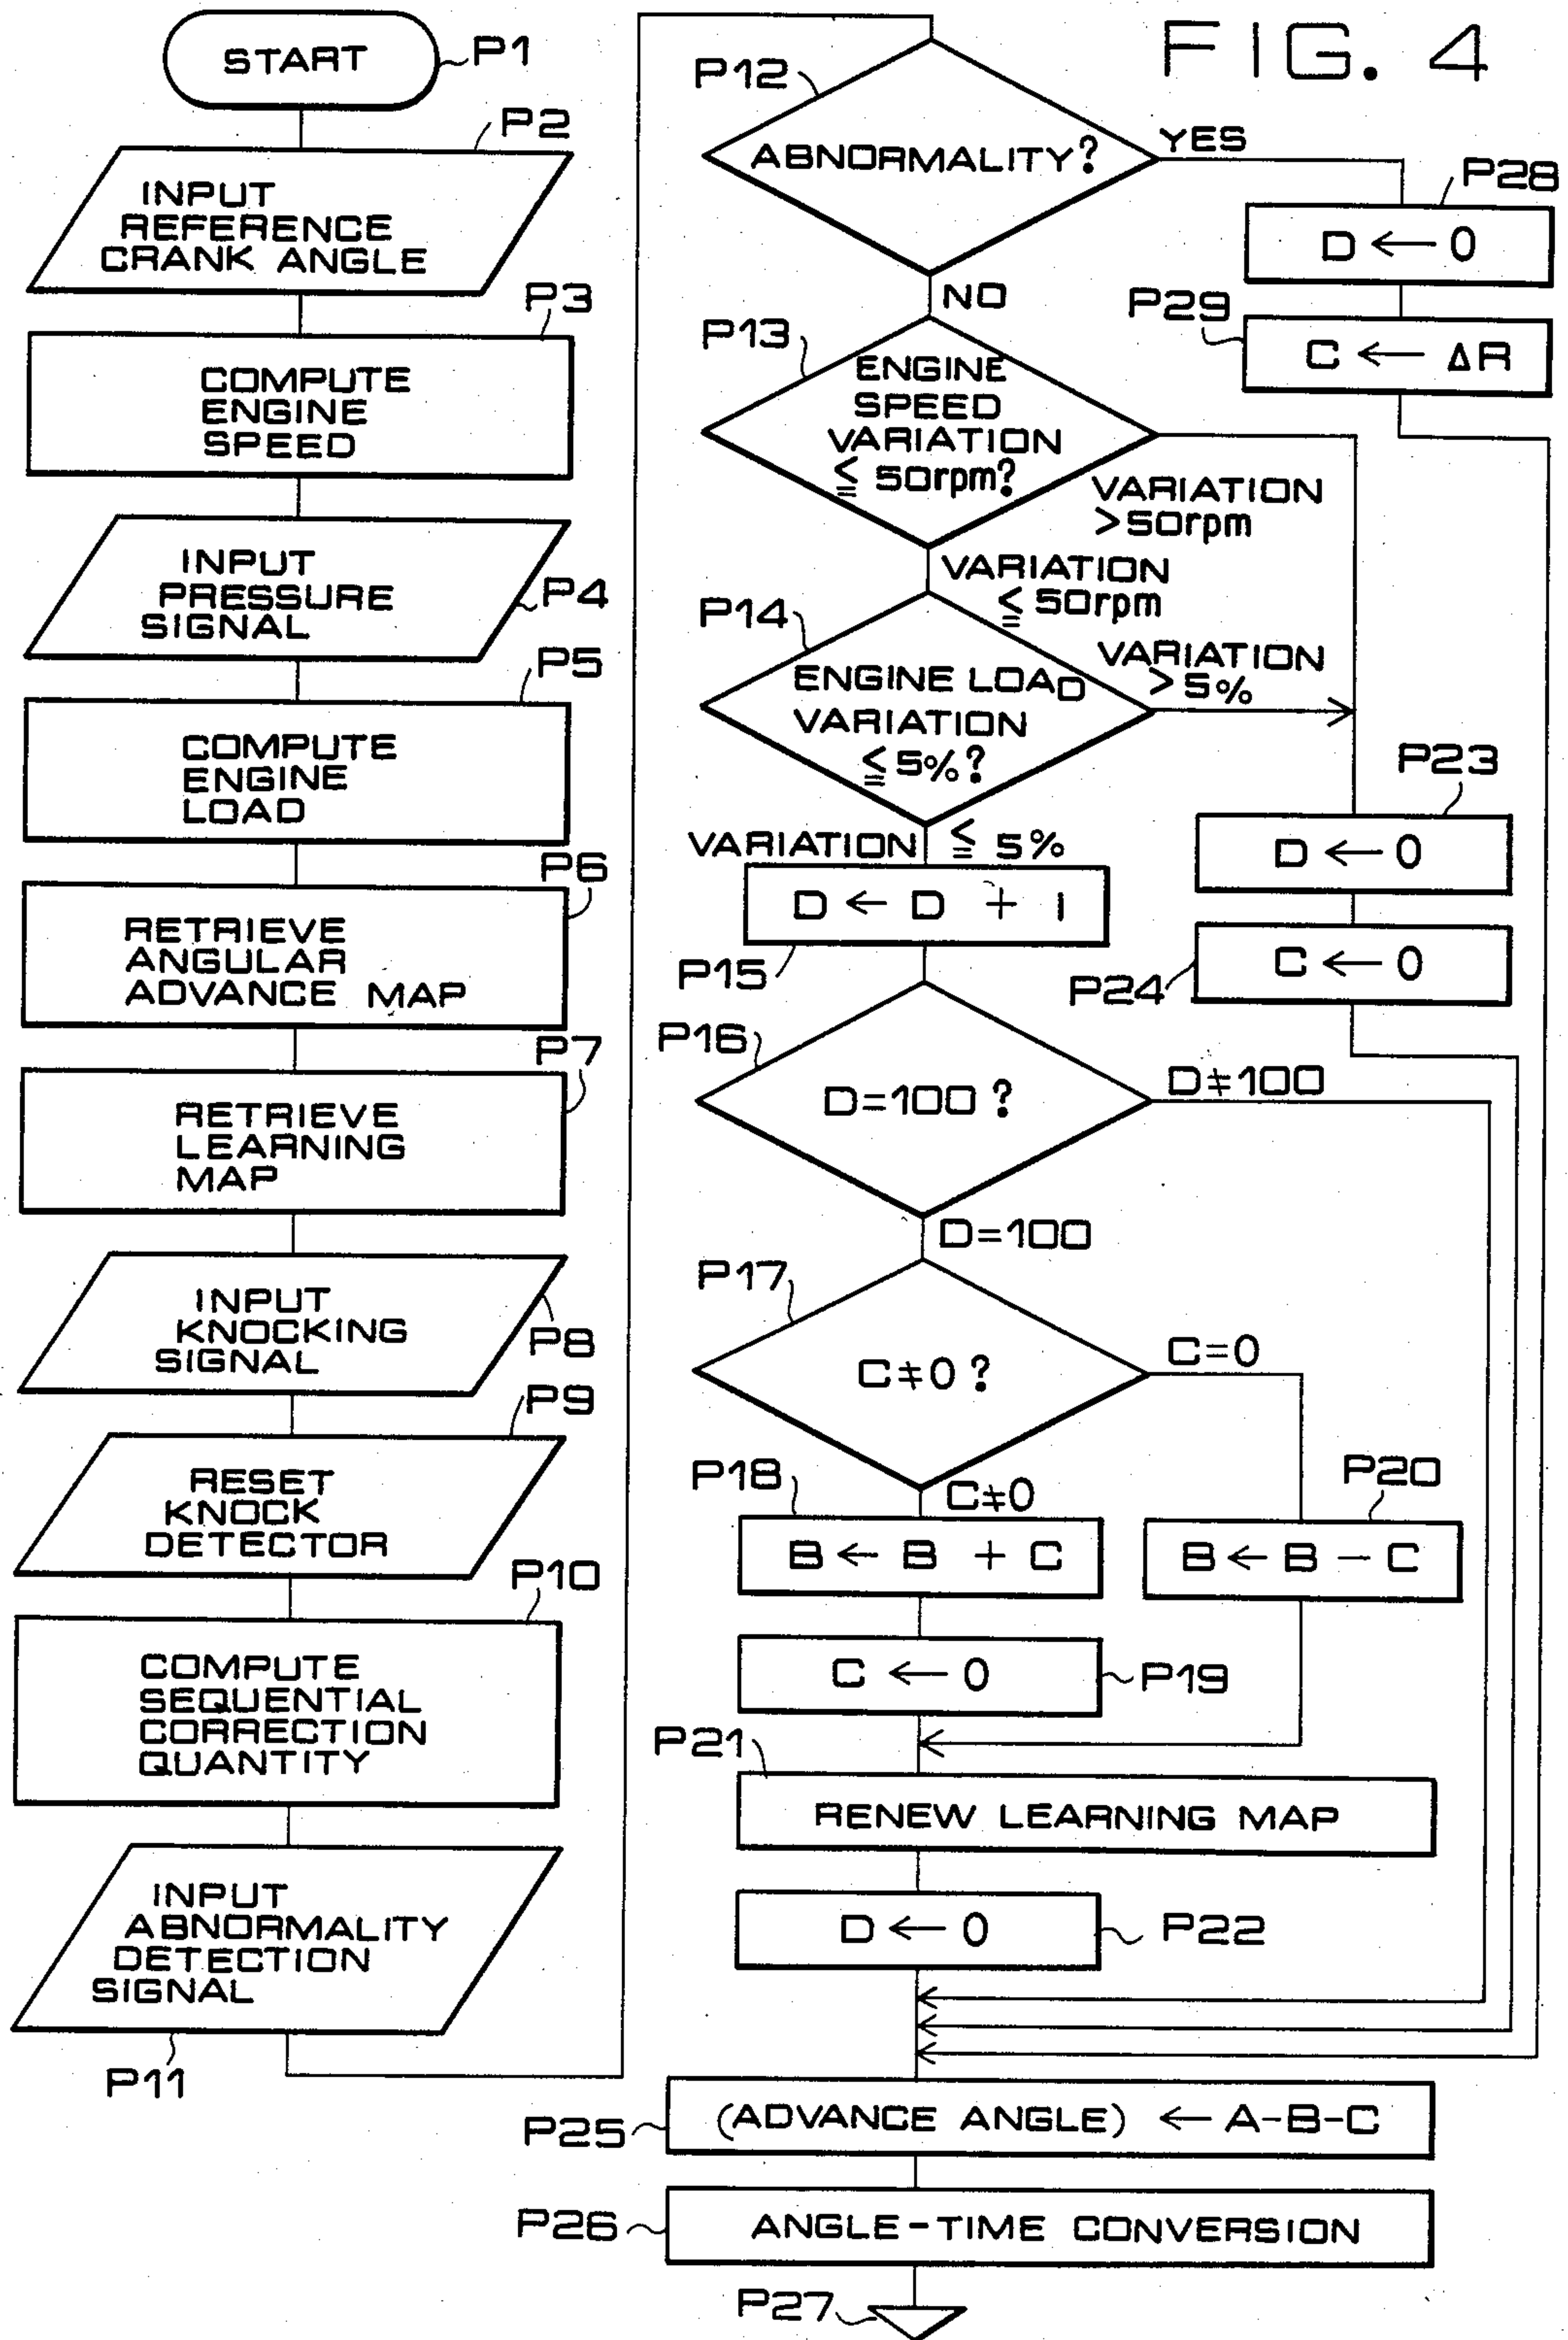 FIG. 4
START
P1
P2
INPUT
REFERENCE
CRANK ANGLE
P3
COMPUTE
ENGINE
SPEED
INPUT
PRESSURE
SIGNAL
P4
P5
COMPUTE
ENGINE
LOAD
P6
RETRIEVE
ANGULAR
ADVANCE MAP
P7
RETRIEVE
LEARNING
MAP
INPUT
KNOCKING
SIGNAL
P8
P9
RESET
KNOCK
DETECTOR
P10
COMPUTE
SEQUENTIAL
CORRECTION
QUANTITY
INPUT
ABNORMALITY
DETECTION
SIGNAL
P11
P12
ABNORMALITY?
YES
P28
D ← 0
P29
C ← ΔR
NO
P13
ENGINE
SPEED
VARIATION
≦ 50rpm?
VARIATION
>50rpm
VARIATION
≦ 50rpm
P14
ENGINE LOAD
VARIATION
≦ 5%?
VARIATION
> 5%
P23
D ← 0
P24
C ← 0
VARIATION ≦ 5%
D ← D + 1
P15
P16
D=100 ?
D≠100
D=100
P17
C≠0 ?
C=0
C≠0
P18
B ← B + C
P20
B ← B - C
C ← 0
P19
P21
RENEW LEARNING MAP
D ← 0
P22
P25
(ADVANCE ANGLE) ← A-B-C
P26
ANGLE-TIME CONVERSION
P27